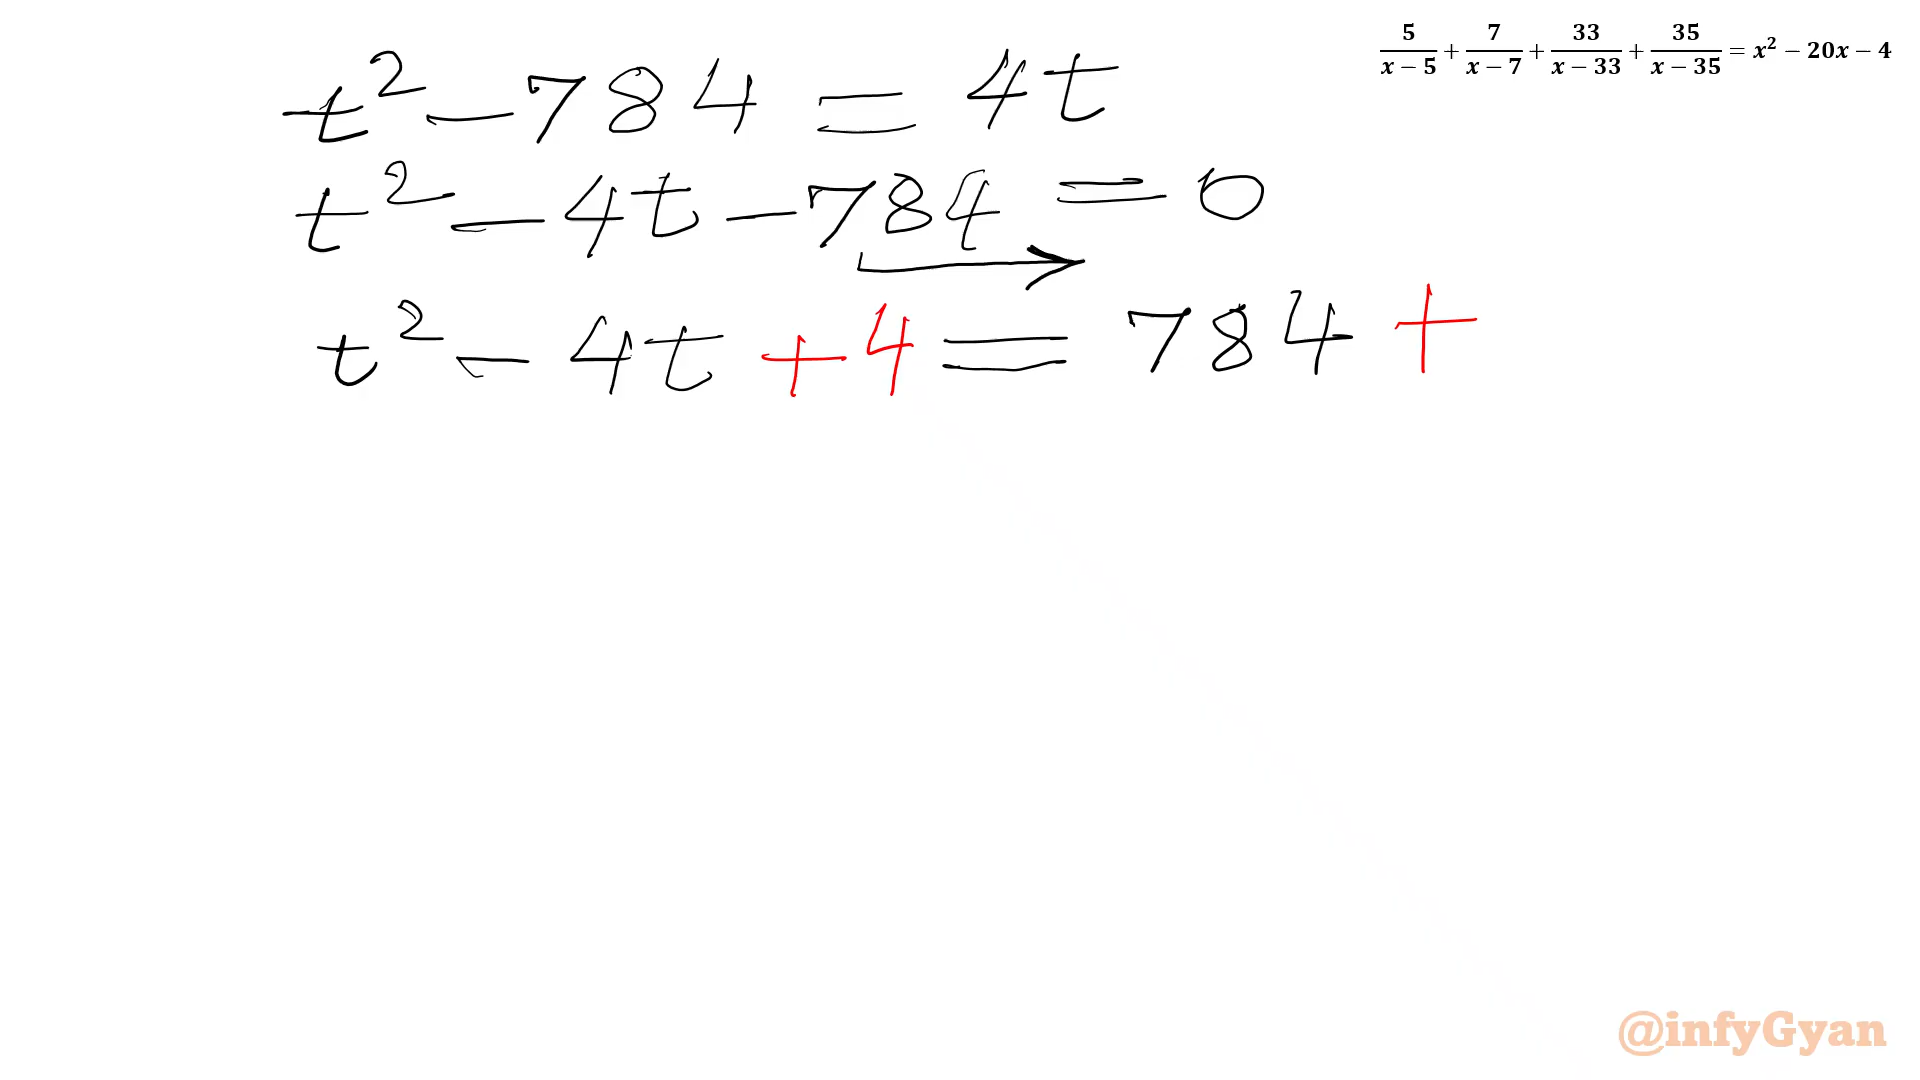 t² - 784 = 4t
5/(x - 5) + 7/(x - 7) + 33/(x - 33) + 35/(x - 35) = x² - 20x - 4
t² - 4t - 784 = 0
t² - 4t + 4 = 784 +
@infyGyan